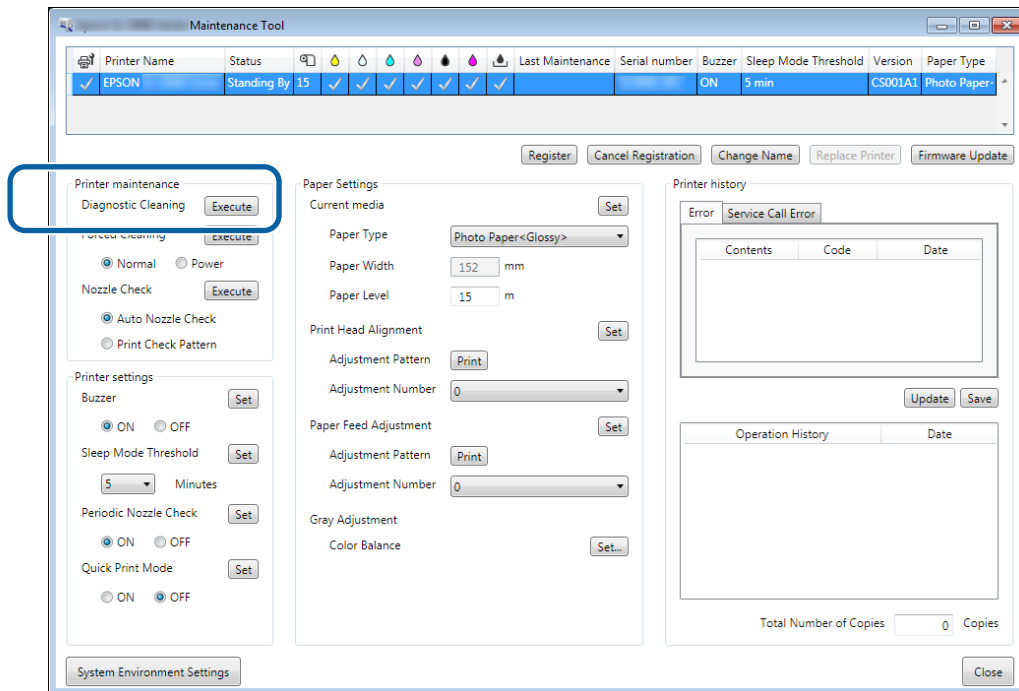 Maintenance Tool
Printer Name Status Last Maintenance Serial number Buzzer Sleep Mode Threshold Version Paper Type
EPSON Standing By 15 ON 5 min CS001A1 Photo Paper
Register Cancel Registration Change Name Replace Printer Firmware Update
Printer maintenance
Diagnostic Cleaning Execute
Forced Cleaning Execute
Normal Power
Nozzle Check Execute
Auto Nozzle Check
Print Check Pattern
Printer settings
Buzzer Set
ON OFF
Sleep Mode Threshold Set
5 Minutes
Periodic Nozzle Check Set
ON OFF
Quick Print Mode Set
ON OFF
Paper Settings
Current media Set
Paper Type Photo Paper<Glossy>
Paper Width 152 mm
Paper Level 15 m
Print Head Alignment Set
Adjustment Pattern Print
Adjustment Number 0
Paper Feed Adjustment Set
Adjustment Pattern Print
Adjustment Number 0
Gray Adjustment
Color Balance Set...
Printer history
Error Service Call Error
Contents Code Date
Update Save
Operation History Date
Total Number of Copies 0 Copies
System Environment Settings Close